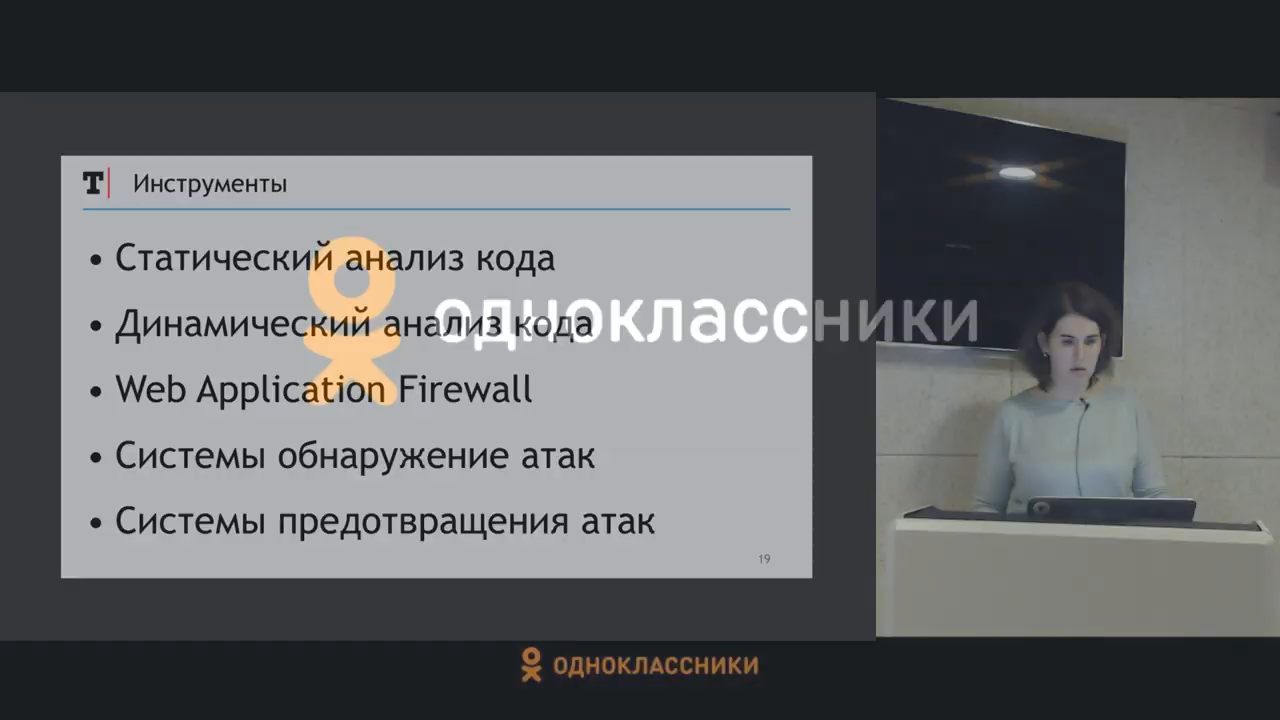 T
Инструменты
• Статический анализ кода
• Динамический анализ кода
• Web Application Firewall
• Системы обнаружение атак
• Системы предотвращения атак
19
одноклассники
ОДНОКЛАССНИКИ